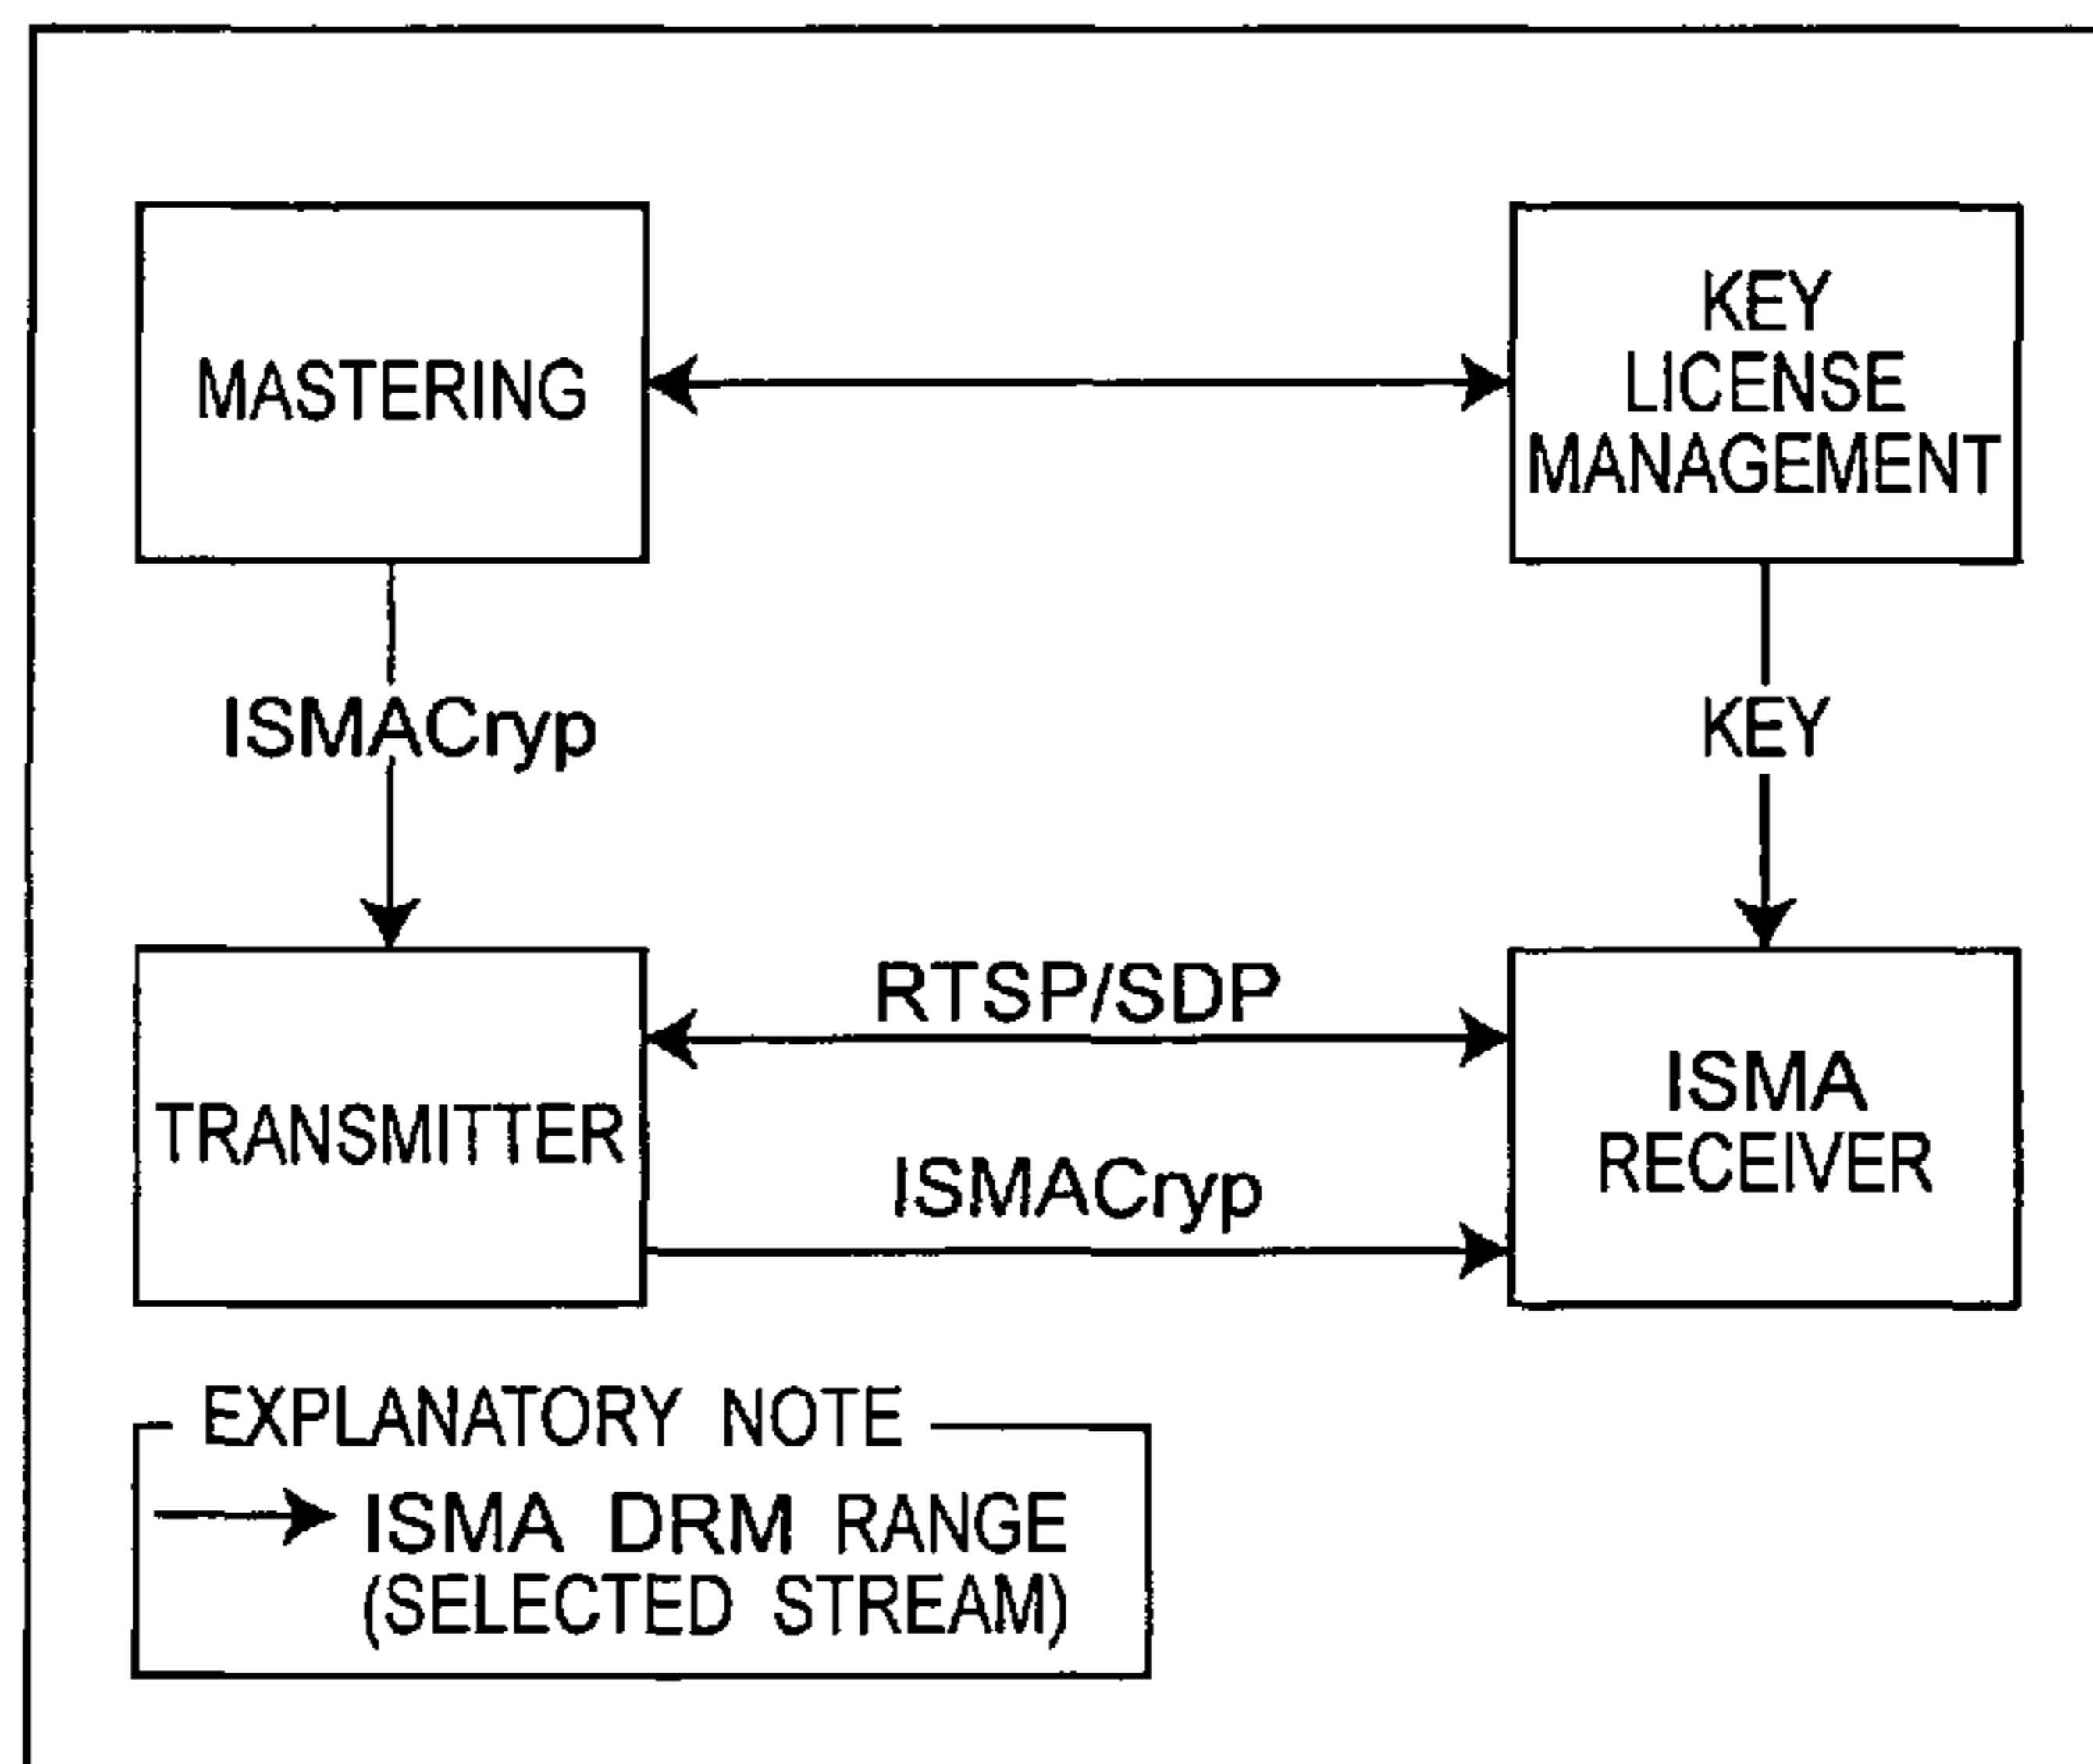 MASTERING
KEY
LICENSE
MANAGEMENT
ISMACryp
KEY
RTSP/SDP
TRANSMITTER
ISMA
RECEIVER
ISMACryp
EXPLANATORY NOTE
ISMA DRM RANGE
(SELECTED STREAM)